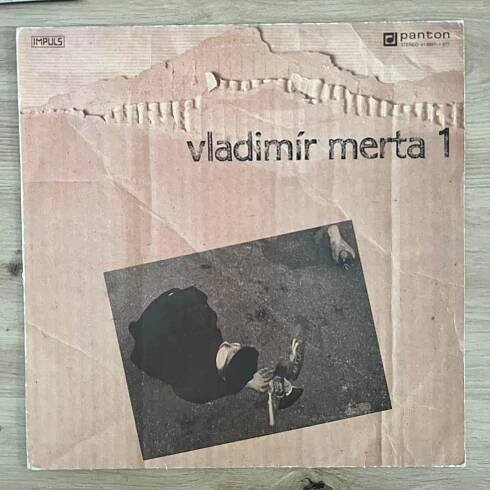 IMPULS
panton
STEREO
vladimír merta 1